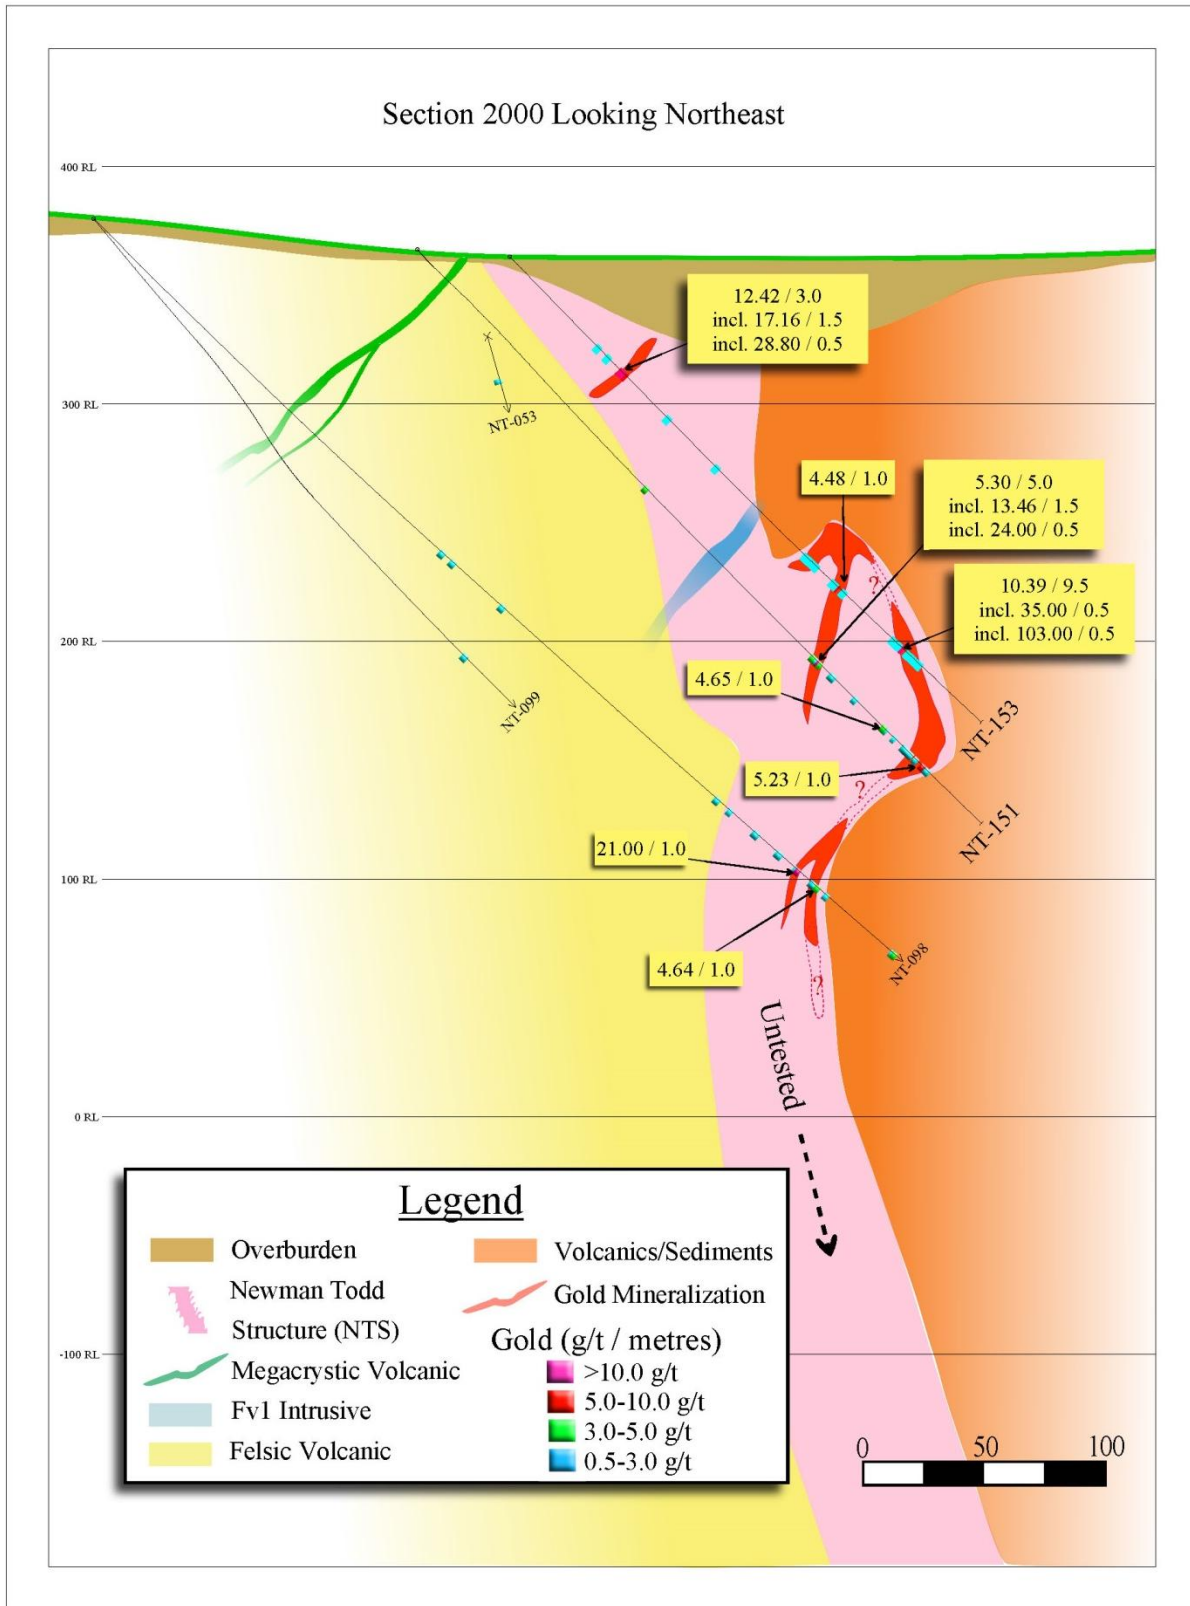 Section 2000 Looking Northeast
400 RL
12.42 / 3.0
incl. 17.16 / 1.5
incl. 28.80 / 0.5
300 RL
NT-053
4.48 / 1.0
5.30 / 5.0
incl. 13.46 / 1.5
incl. 24.00 / 0.5
?
10.39 / 9.5
incl. 35.00 / 0.5
incl. 103.00 / 0.5
200 RL
4.65 / 1.0
NT-099
NT-153
5.23 / 1.0
?
NT-151
21.00 / 1.0
100 RL
4.64 / 1.0
NT-098
?
Untested
0 RL
Legend
Overburden
Newman Todd
Structure (NTS)
Megacrystic Volcanic
Fv1 Intrusive
Felsic Volcanic
Volcanics/Sediments
Gold Mineralization
Gold (g/t / metres)
>10.0 g/t
5.0-10.0 g/t
3.0-5.0 g/t
0.5-3.0 g/t
-100 RL
0 50 100